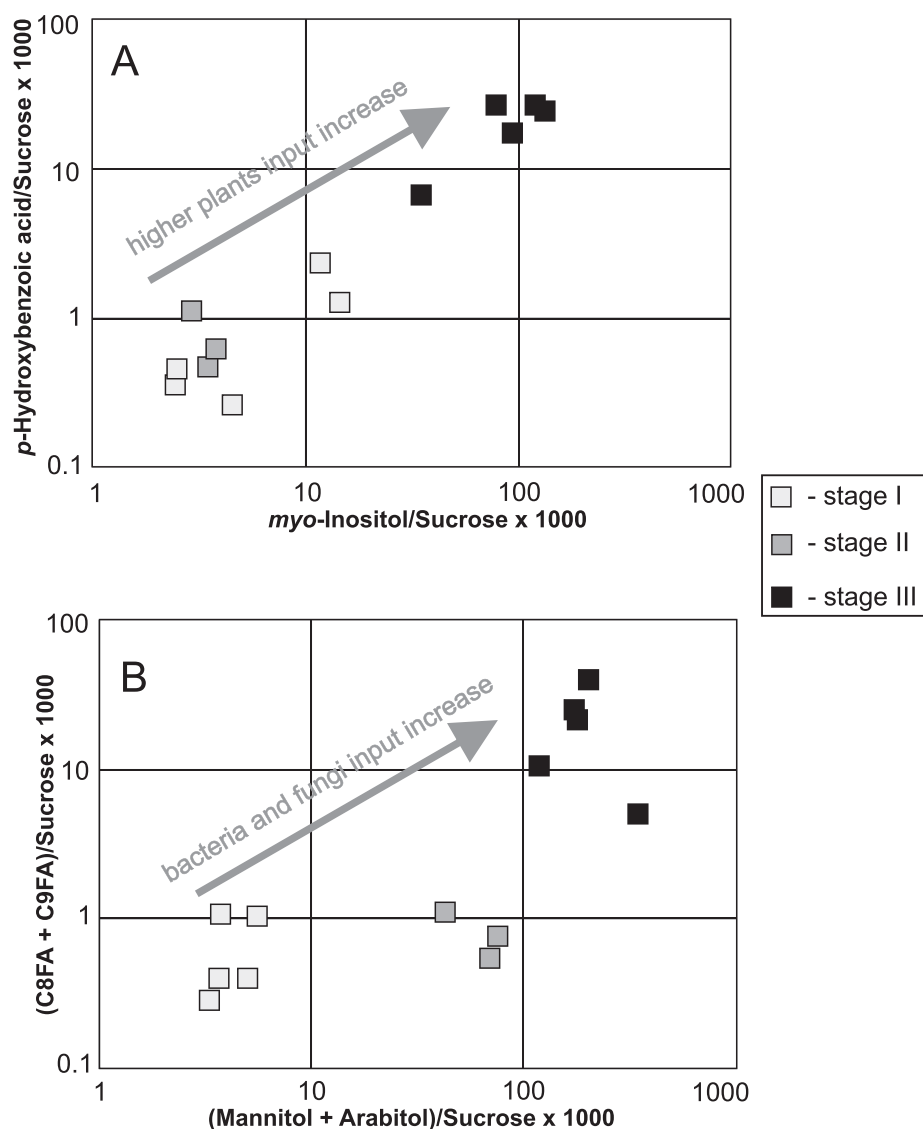 100
A
higher plants input increase
10
1
0.1
p-Hydroxybenzoic acid/Sucrose x 1000
1
10
100
1000
myo-Inositol/Sucrose x 1000
- stage I
- stage II
- stage III
100
B
bacteria and fungi input increase
10
1
0.1
(C8FA + C9FA)/Sucrose x 1000
1
10
100
1000
(Mannitol + Arabitol)/Sucrose x 1000